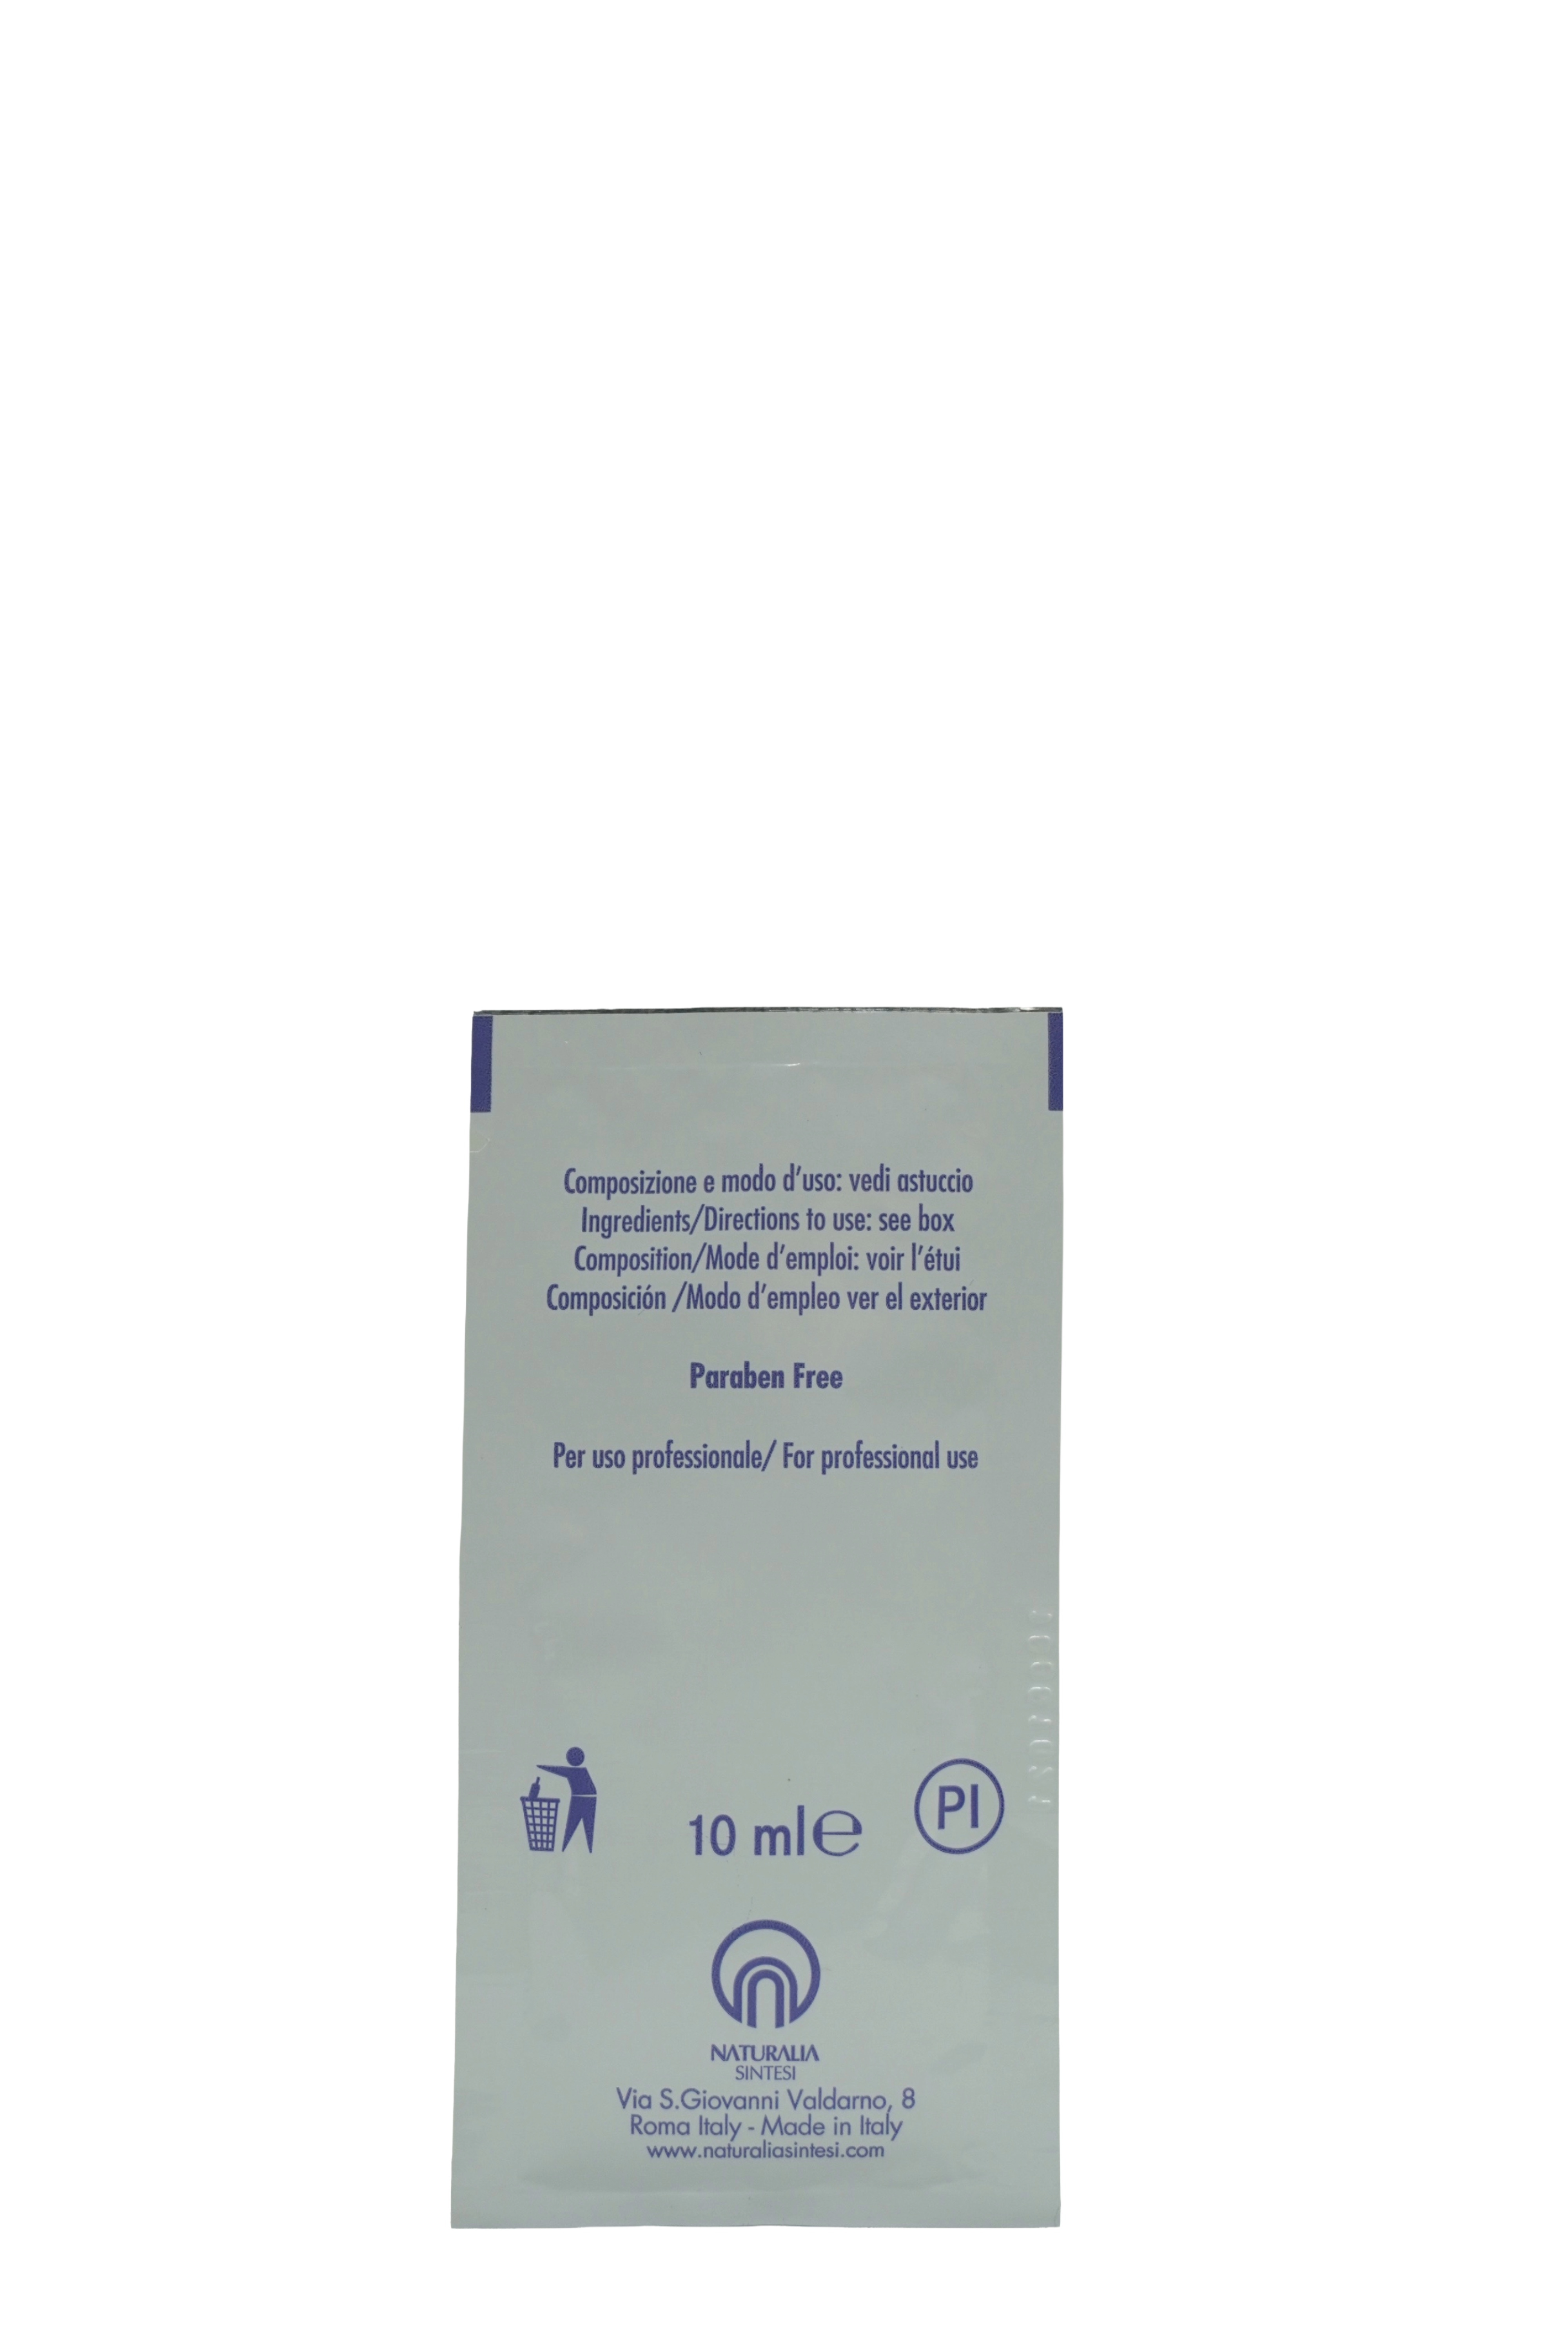 Composizione e modo d'uso: vedi astuccio
Ingredients/Directions to use: see box
Composition/Mode d'emploi: voir l'étui
Composición /Modo d'empleo ver el exterior
Paraben Free
Per uso professionale/ For professional use
10 ml℮
PI
NATURALIA
SINTESI
Via S.Giovanni Valdarno, 8
Roma Italy - Made in Italy
www.naturaliasintesi.com